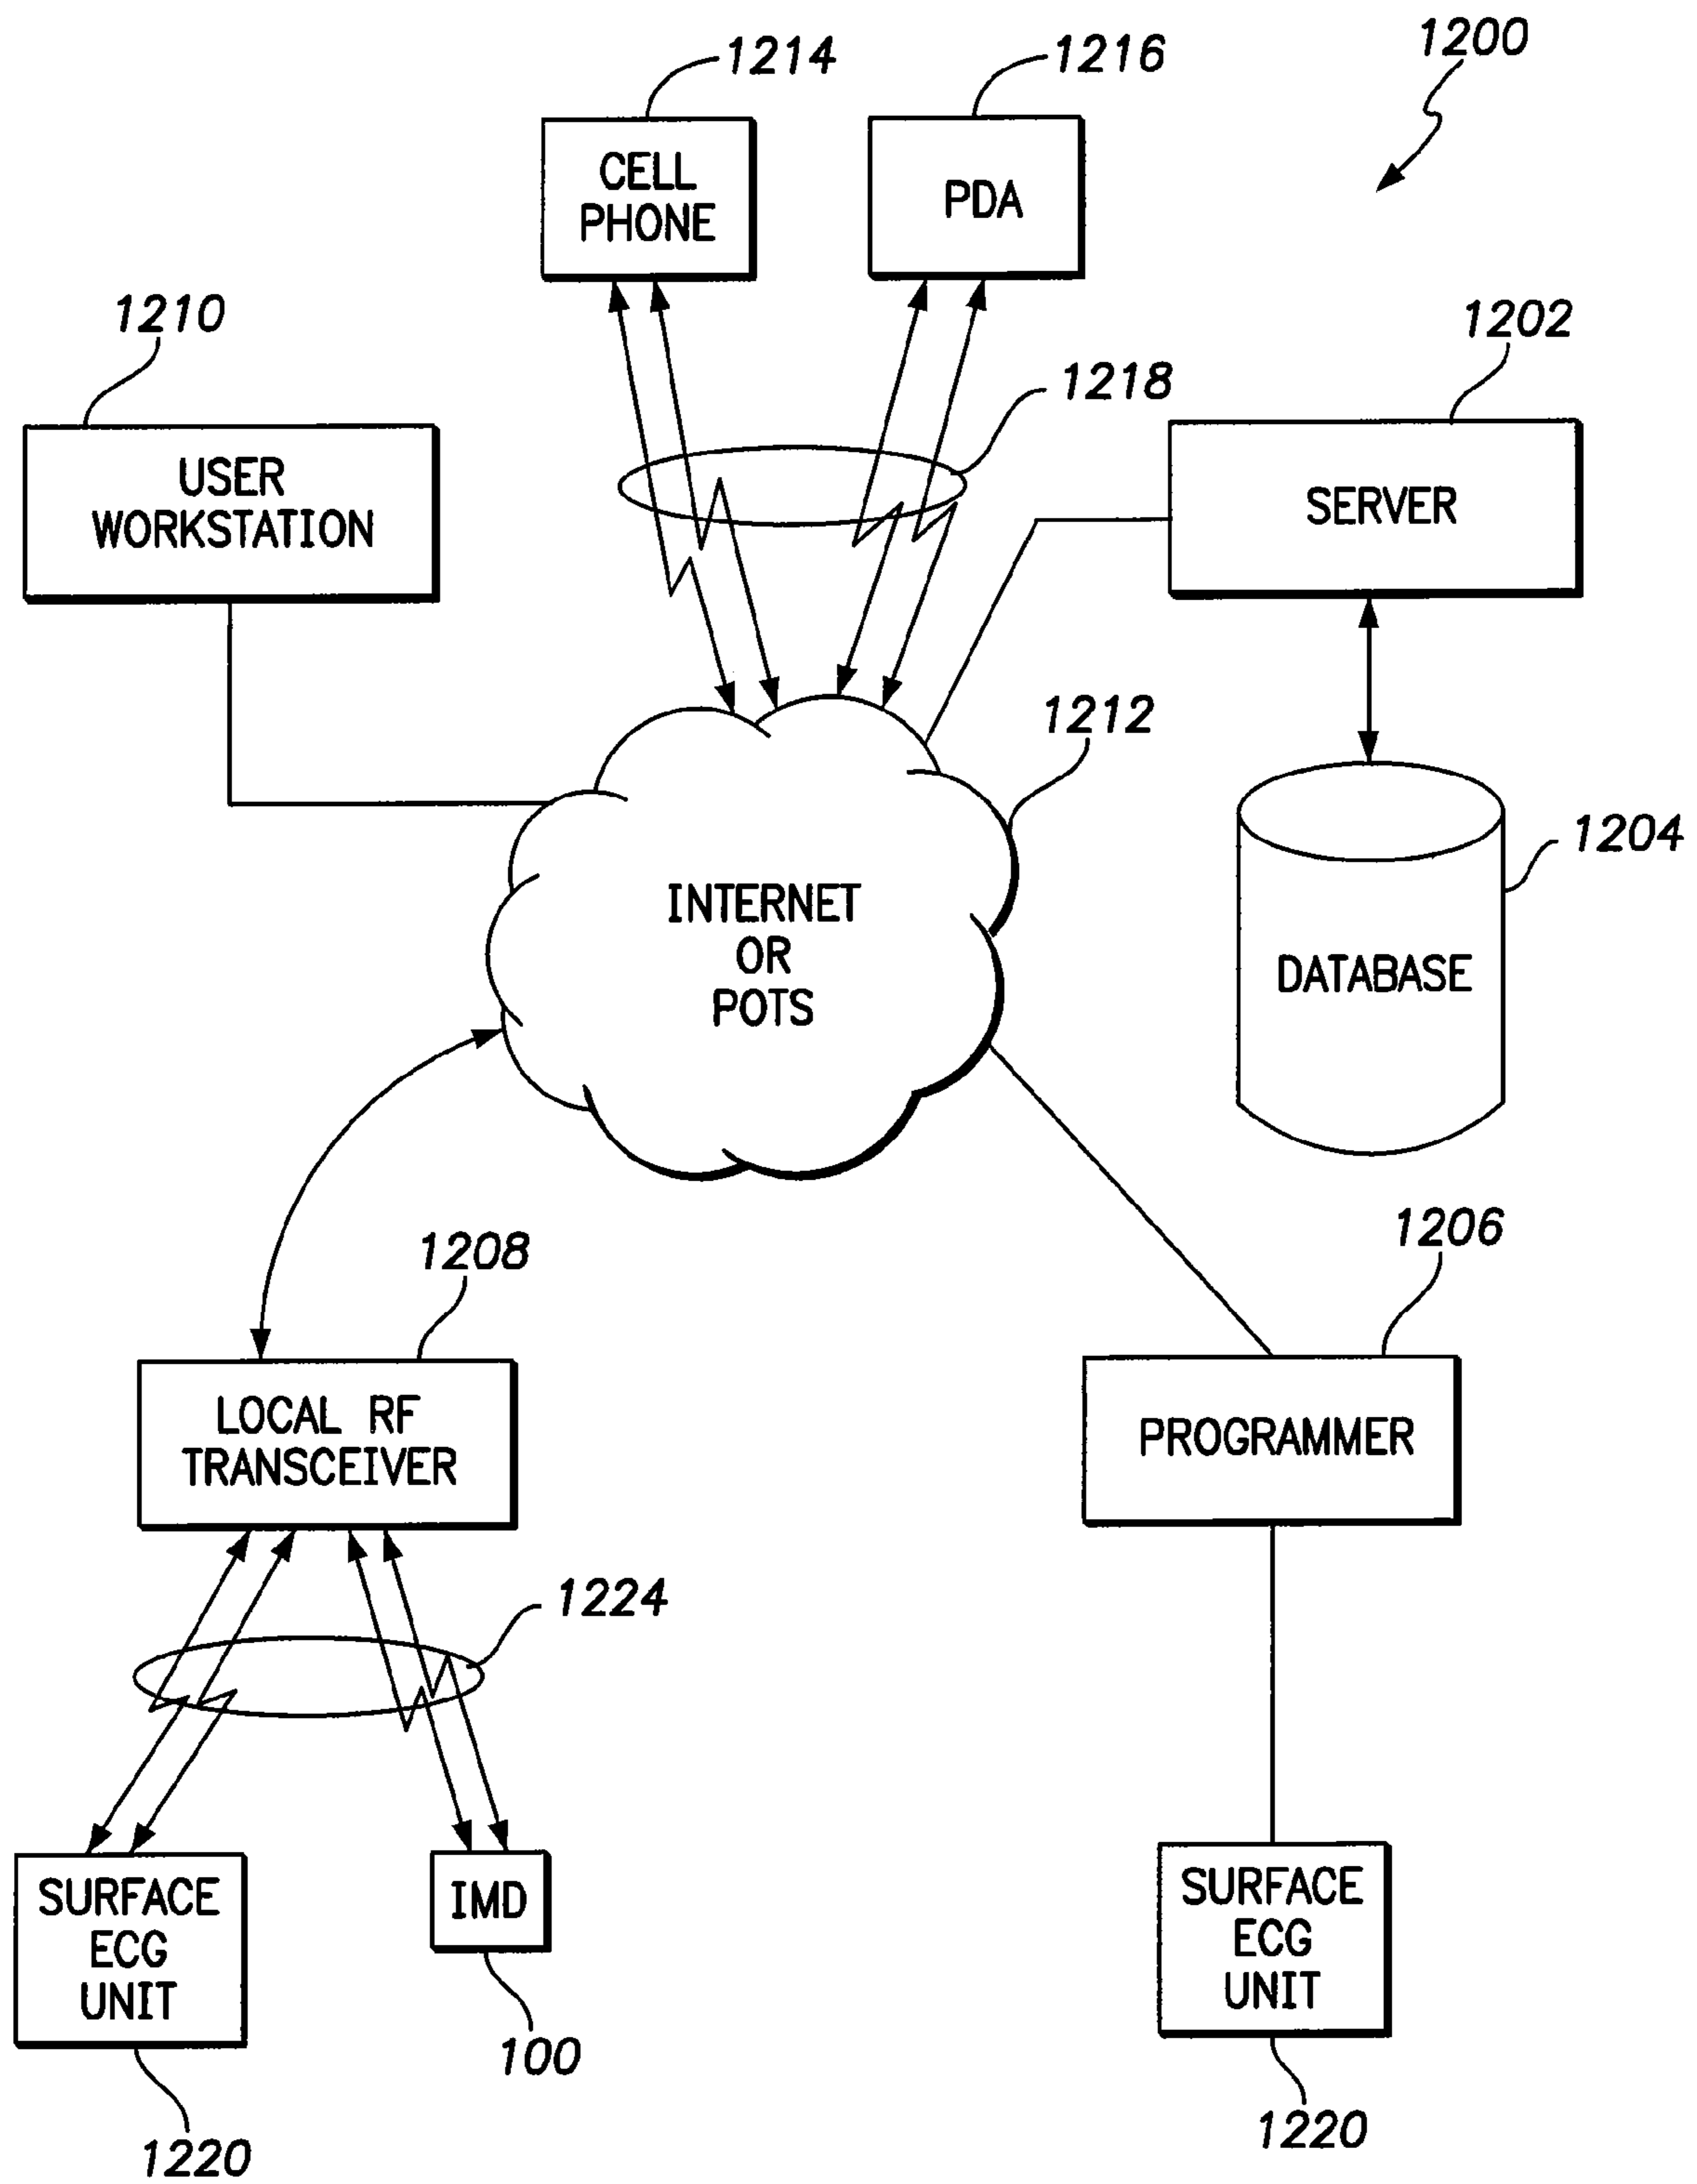 1214
1216
1200
CELL
PHONE
PDA
1210
1202
1218
USER
WORKSTATION
SERVER
1212
1204
INTERNET
OR
POTS
DATABASE
1208
1206
LOCAL RF
TRANSCEIVER
PROGRAMMER
1224
SURFACE
ECG
UNIT
IMD
SURFACE
ECG
UNIT
100
1220
1220